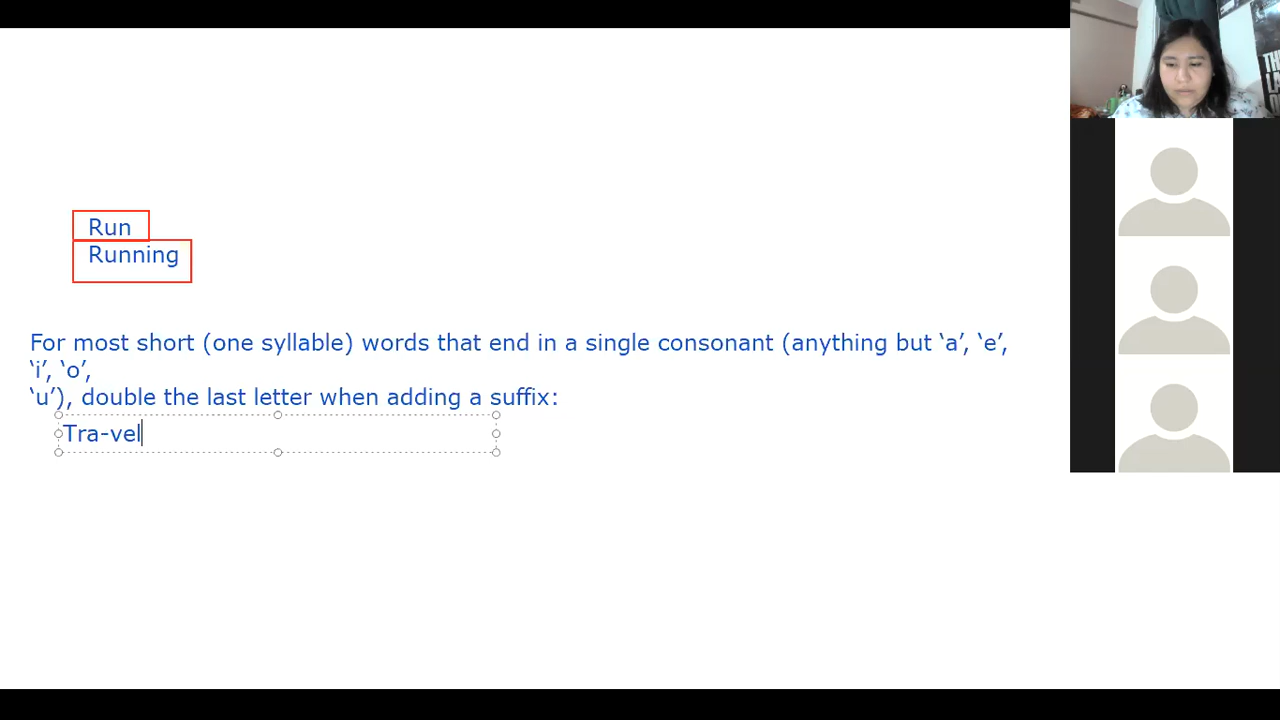 Run
Running
For most short (one syllable) words that end in a single consonant (anything but ‘a’, ‘e’,
‘i’, ‘o’,
‘u’), double the last letter when adding a suffix:
Tra-vel